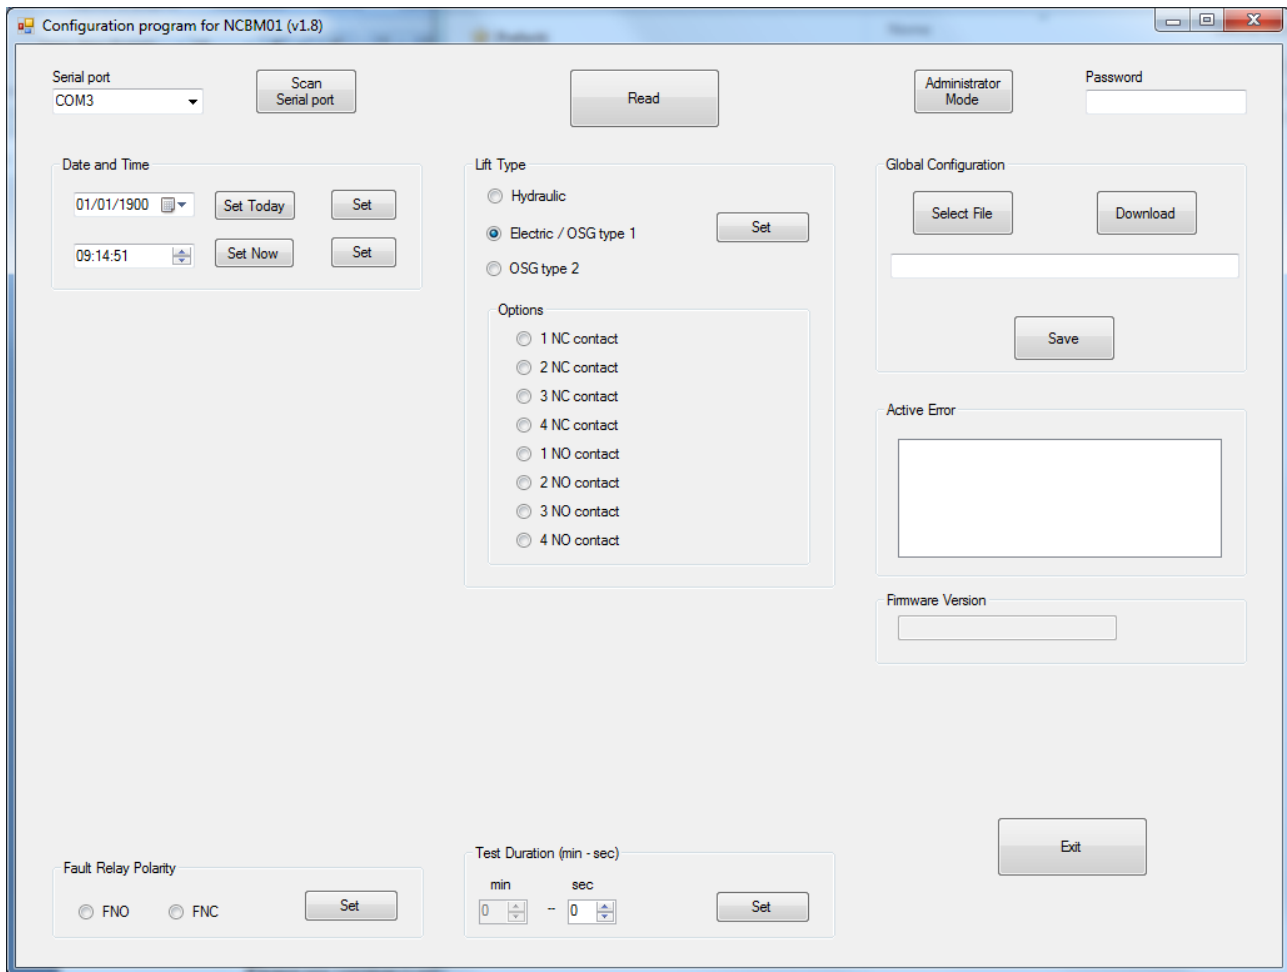 Configuration program for NCBM01 (v1.8)
Serial port
COM3
Scan
Serial port
Read
Administrator
Mode
Password
Date and Time
01/01/1900
Set Today
Set
09:14:51
Set Now
Set
Lift Type
Hydraulic
Electric / OSG type 1
Set
OSG type 2
Options
1 NC contact
2 NC contact
3 NC contact
4 NC contact
1 NO contact
2 NO contact
3 NO contact
4 NO contact
Global Configuration
Select File
Download
Save
Active Error
Firmware Version
Exit
Fault Relay Polarity
FNO
FNC
Set
Test Duration (min - sec)
min
sec
0
--
0
Set